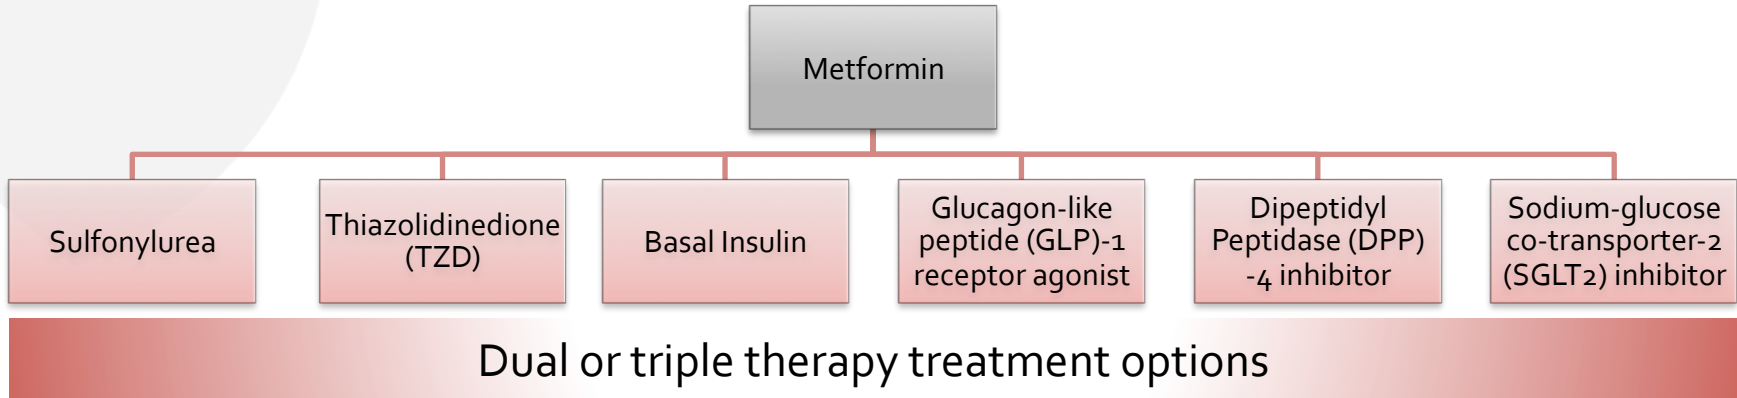 Metformin
Sulfonylurea
Thiazolidinedione
(TZD)
Basal Insulin
Glucagon-like
peptide (GLP)-1
receptor agonist
Dipeptidyl
Peptidase (DPP)
-4 inhibitor
Sodium-glucose
co-transporter-2
(SGLT2) inhibitor
Dual or triple therapy treatment options